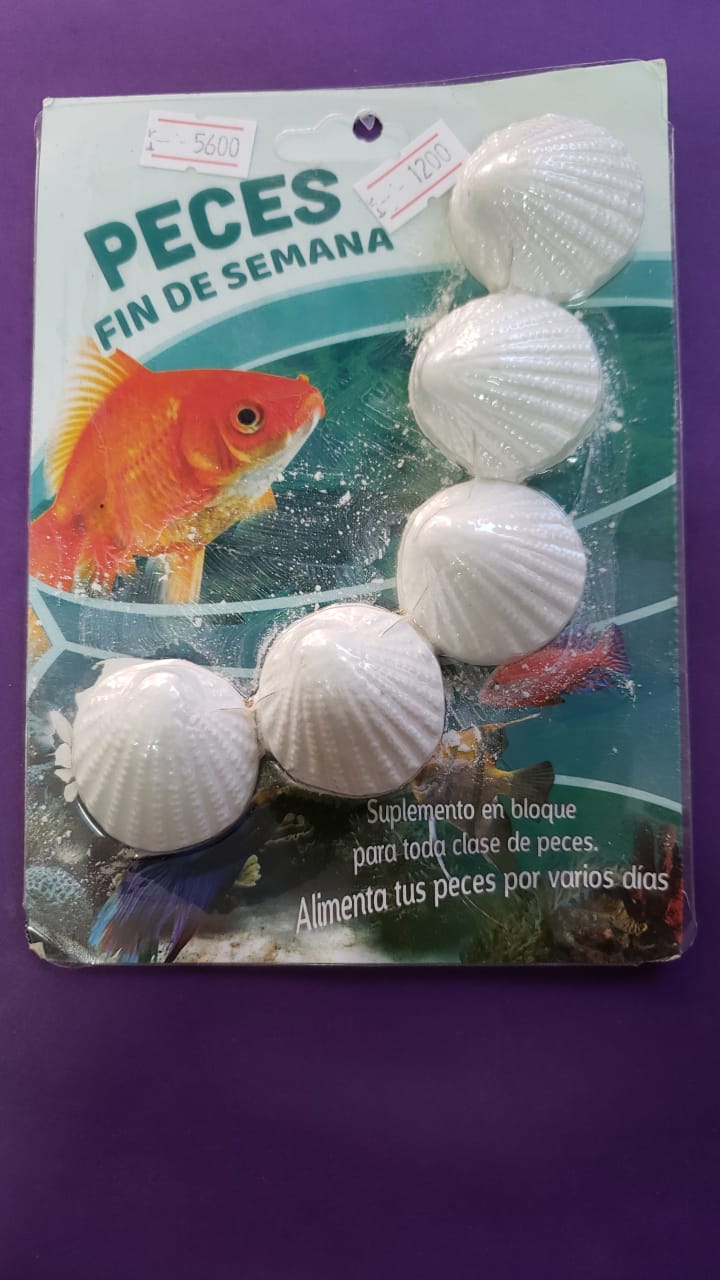 5600
1200
PECES
FIN DE SEMANA
Suplemento en bloque
para toda clase de peces.
Alimenta tus peces por varios días